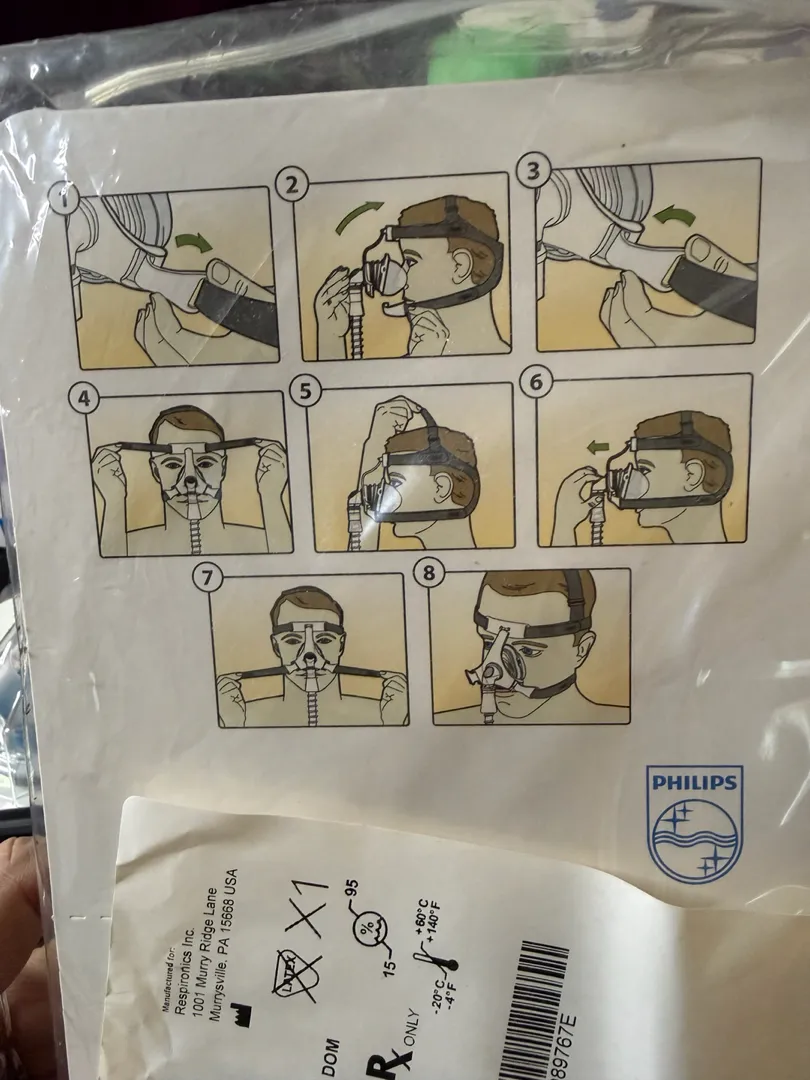 1
2
3
4
5
6
7
8
PHILIPS
Manufactured for:
Respironics Inc.
1001 Murry Ridge Lane
Murrysville, PA 15668 USA
LATEX
X1
DOM
%
95
15
Rx ONLY
+60°C
+140°F
-20°C
-4°F
89767E